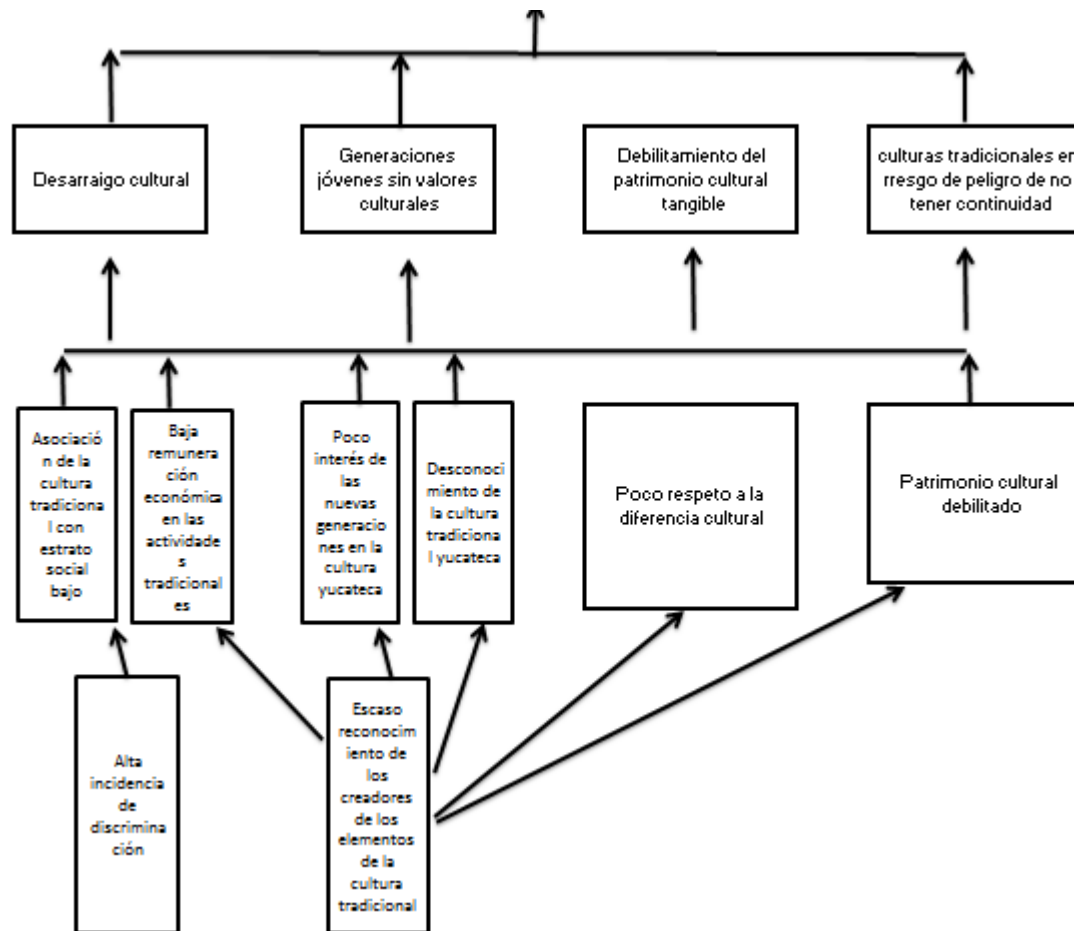 Desarraigo cultural
Generaciones
jóvenes sin valores
culturales
Debilitamiento del
patrimonio cultural
tangible
culturas tradicionales en
rresgo de peligro de no
tener continuidad
Asociació
n de la
cultura
tradiciona
l con
estrato
social
bajo
Baja
remunera
ción
económica
en las
actividade
s
tradicional
es
Poco
interés de
las
nuevas
generacio
nes en la
cultura
yucateca
Desconoci
miento de
la cultura
tradicion
al yucateca
Poco respeto a la
diferencia cultural
Patrimonio cultural
debilitado
Alta
incidencia
de
discrimina
ción
Escaso
reconocim
iento de
los
creadores
de los
elementos
de la
cultura
tradicional